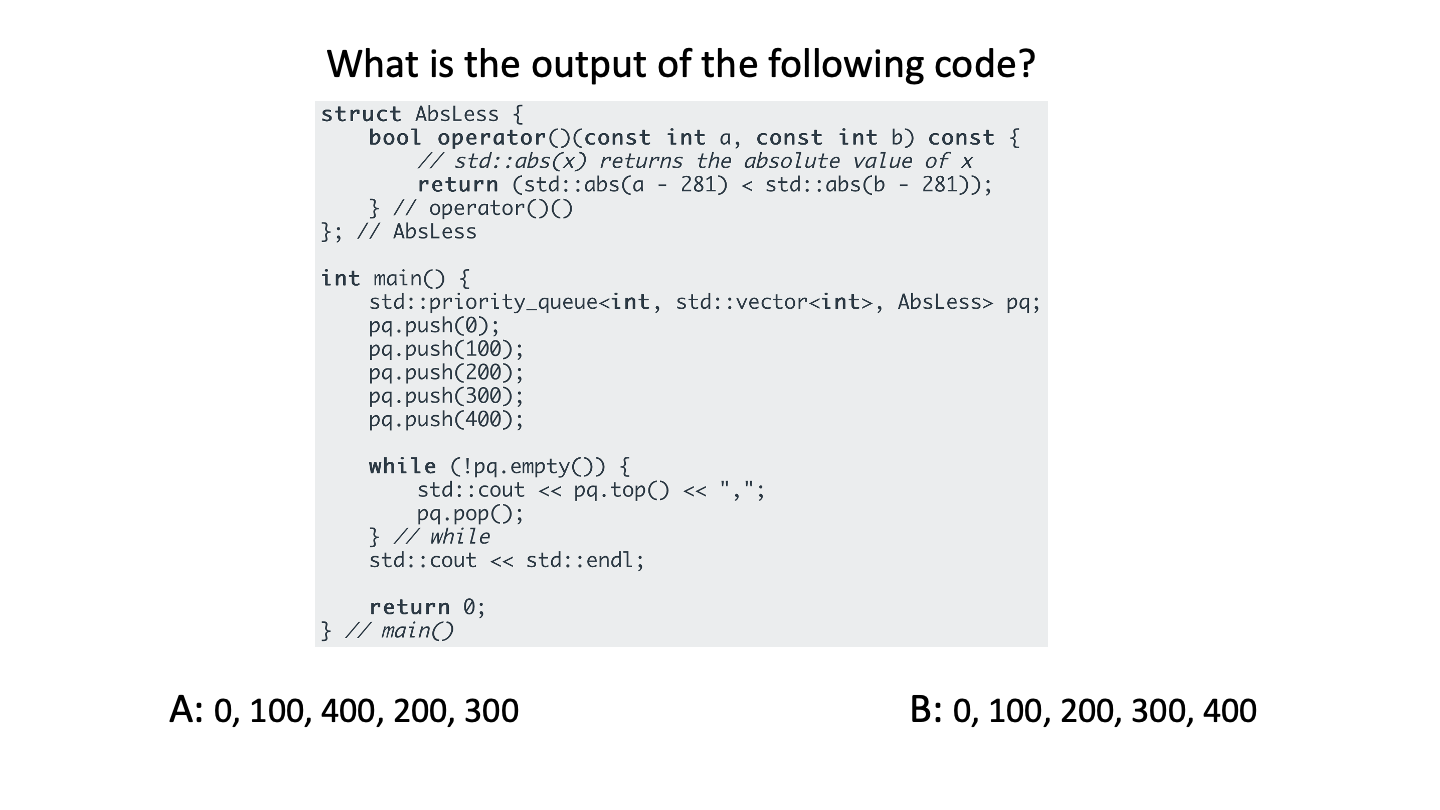 What is the output of the following code?
struct AbsLess {
    bool operator()(const int a, const int b) const {
        // std::abs(x) returns the absolute value of x
        return (std::abs(a - 281) < std::abs(b - 281));
    } // operator()()
}; // AbsLess

int main() {
    std::priority_queue<int, std::vector<int>, AbsLess> pq;
    pq.push(0);
    pq.push(100);
    pq.push(200);
    pq.push(300);
    pq.push(400);

    while (!pq.empty()) {
        std::cout << pq.top() << ",";
        pq.pop();
    } // while
    std::cout << std::endl;

    return 0;
} // main()
A: 0, 100, 400, 200, 300
B: 0, 100, 200, 300, 400